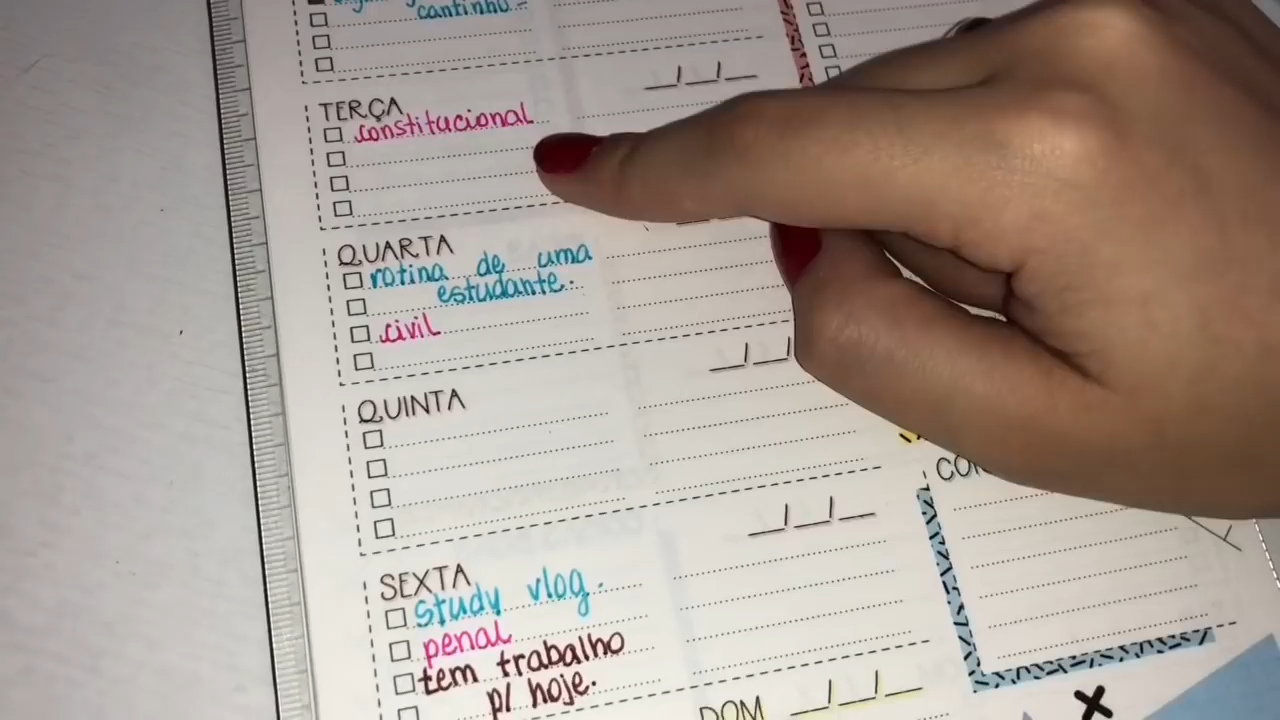 cantinho.
TERÇA
constitucional
QUARTA
rotina de uma
estudante.
civil
QUINTA
SEXTA
study vlog.
penal
tem trabalho
p/ hoje.
DOM